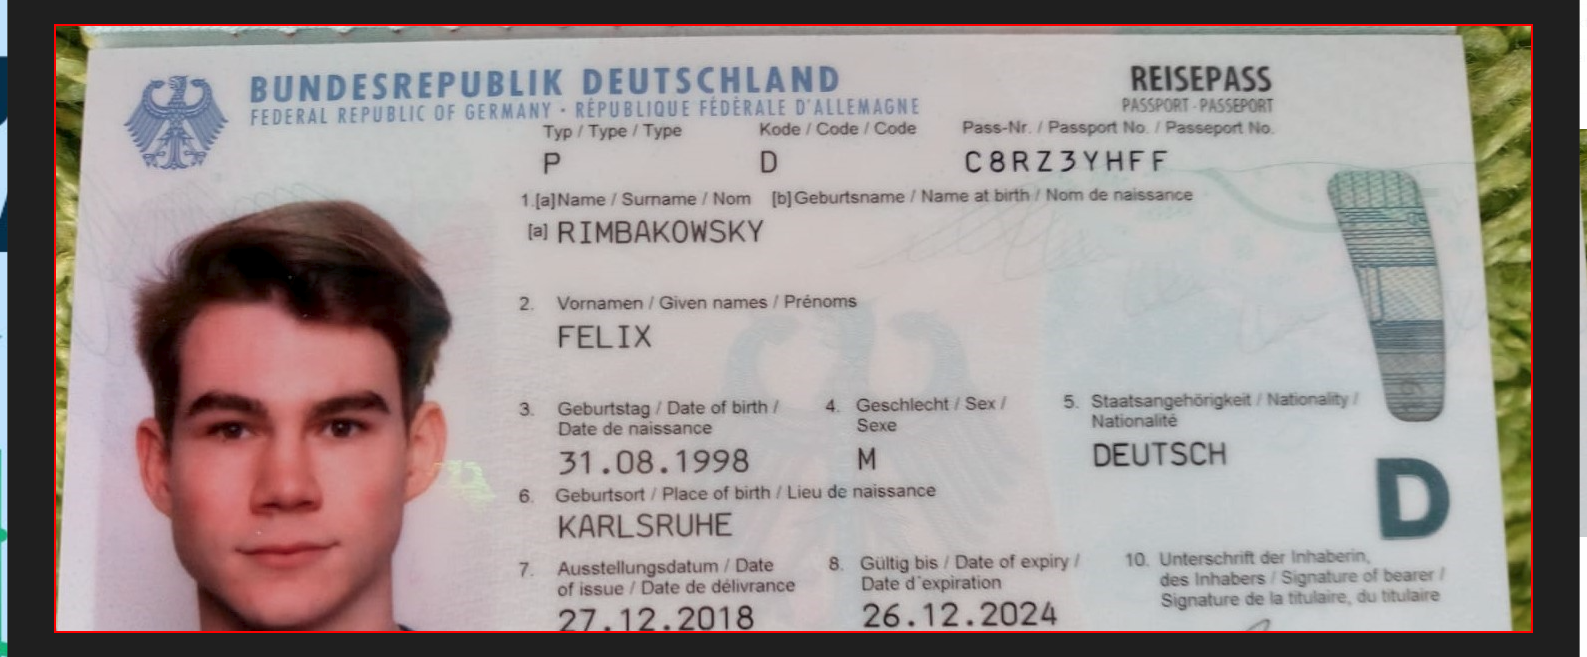 BUNDESREPUBLIK DEUTSCHLAND
FEDERAL REPUBLIC OF GERMANY · RÉPUBLIQUE FÉDÉRALE D'ALLEMAGNE
REISEPASS
PASSPORT · PASSEPORT
Typ / Type / Type Kode / Code / Code Pass-Nr. / Passport No. / Passeport No.
P D C8RZ3YHFF
1.[a]Name / Surname / Nom [b]Geburtsname / Name at birth / Nom de naissance
[a] RIMBAKOWSKY
2. Vornamen / Given names / Prénoms
FELIX
3. Geburtstag / Date of birth /
Date de naissance
31.08.1998
4. Geschlecht / Sex /
Sexe
M
5. Staatsangehörigkeit / Nationality /
Nationalité
DEUTSCH
D
6. Geburtsort / Place of birth / Lieu de naissance
KARLSRUHE
7. Ausstellungsdatum / Date
of issue / Date de délivrance
27.12.2018
8. Gültig bis / Date of expiry /
Date d'expiration
26.12.2024
10. Unterschrift der Inhaberin,
des Inhabers / Signature of bearer /
Signature de la titulaire, du titulaire